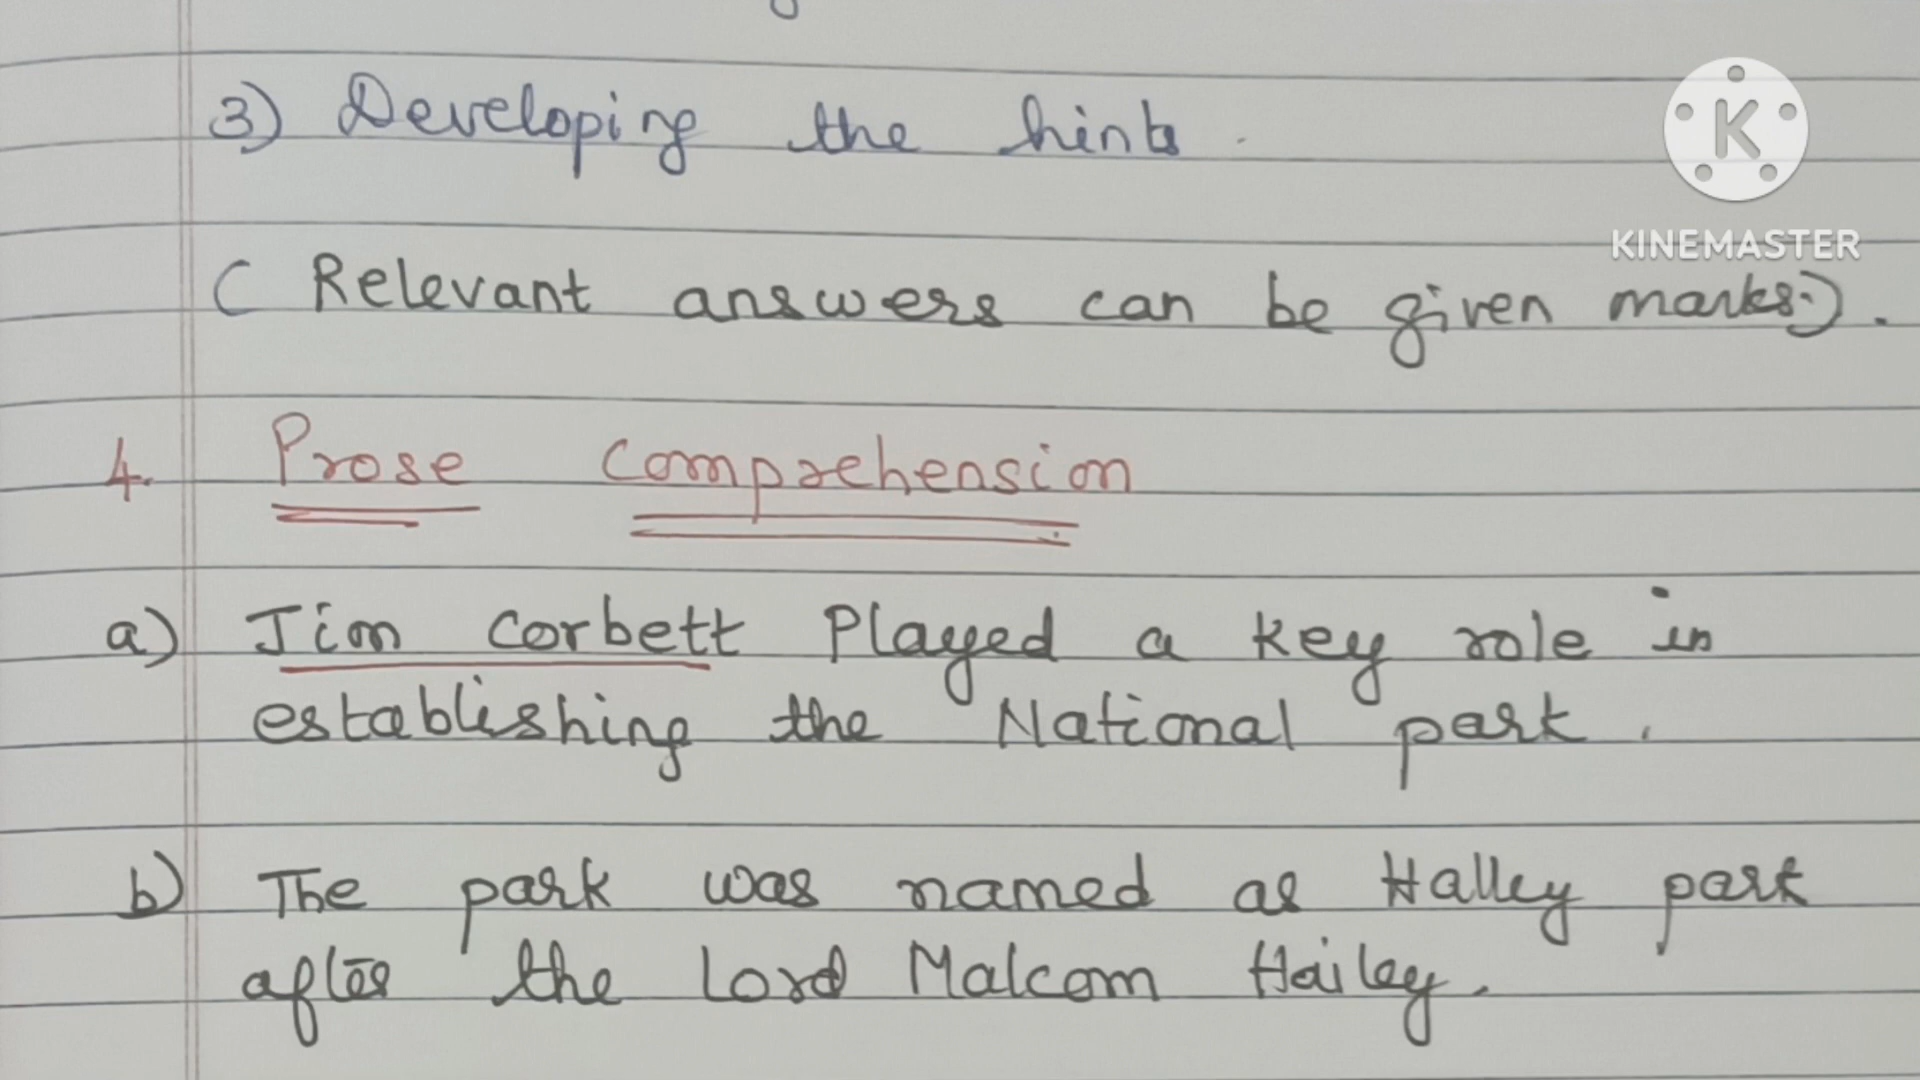 3) Developing the hints.
K
KINEMASTER
( Relevant answers can be given marks.).
4. Prose Comprehension
a) Jim Corbett Played a key role in
establishing the National park.
b) The park was named as Halley park
after the Lord Malcom Hailey.